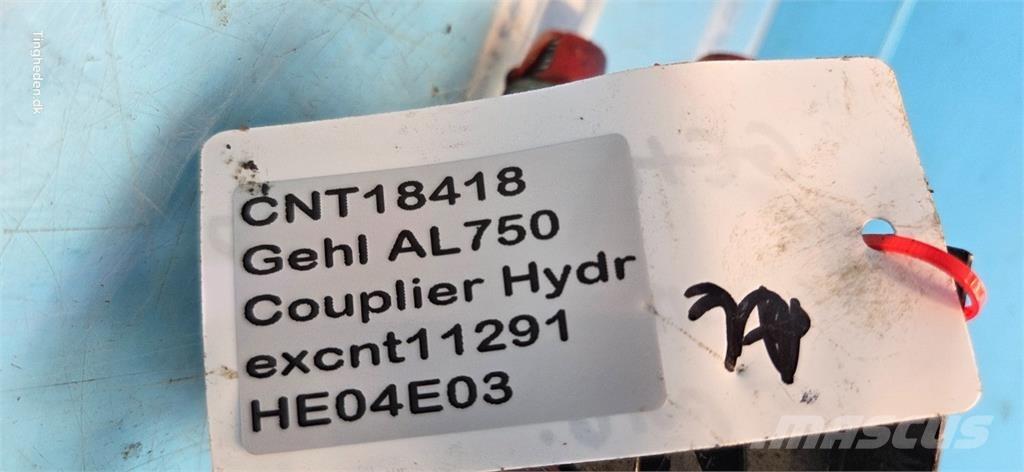 Tingheden.dk
CNT18418
Gehl AL750
Couplier Hydr
excnt11291
HE04E03
MASCUS